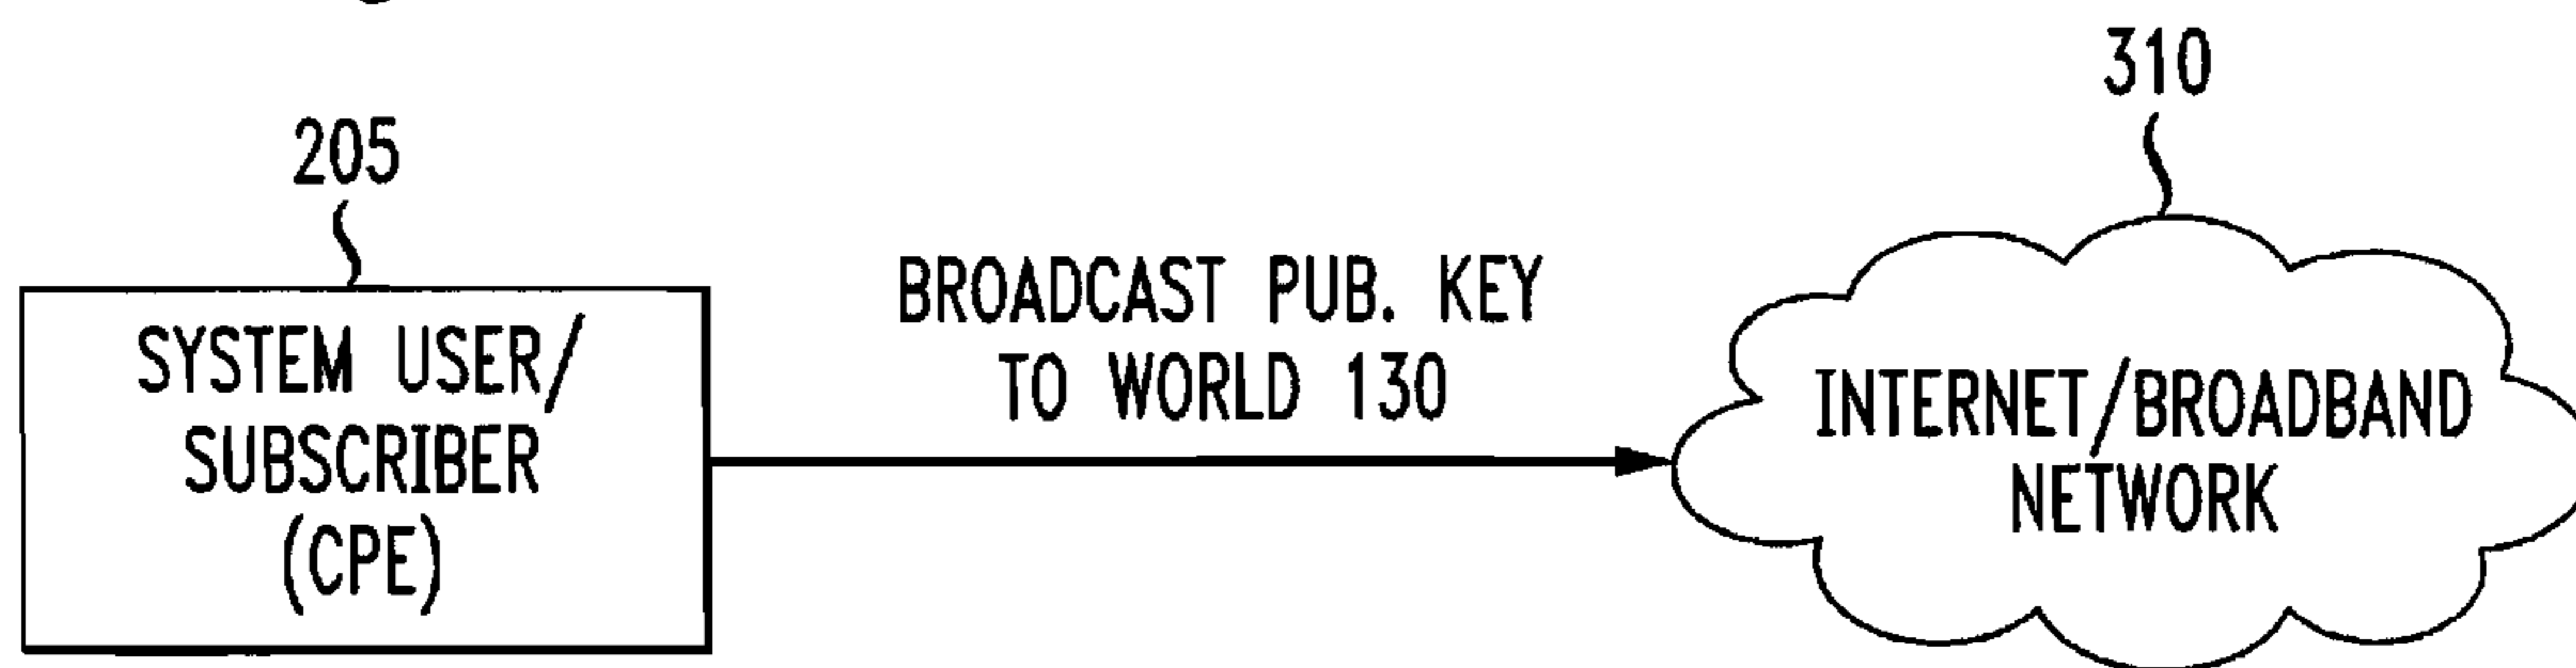 310
205
BROADCAST PUB. KEY
TO WORLD 130
SYSTEM USER/
SUBSCRIBER
(CPE)
INTERNET/BROADBAND
NETWORK